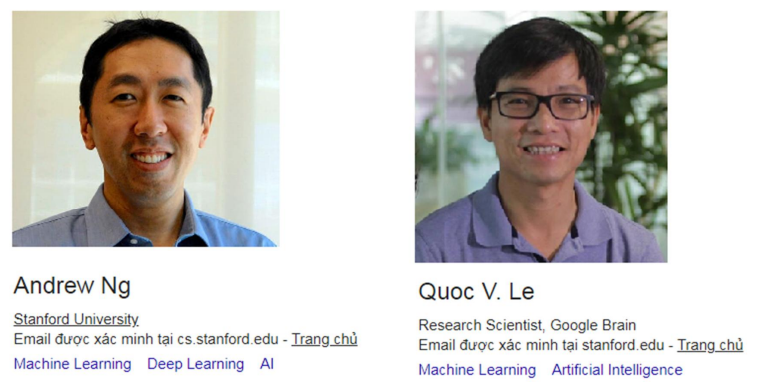 Andrew Ng
Stanford University
Email được xác minh tại cs.stanford.edu - Trang chủ
Machine Learning Deep Learning AI
Quoc V. Le
Research Scientist, Google Brain
Email được xác minh tại stanford.edu - Trang chủ
Machine Learning Artificial Intelligence